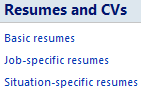 Resumes and CVs
Basic resumes
Job-specific resumes
Situation-specific resumes